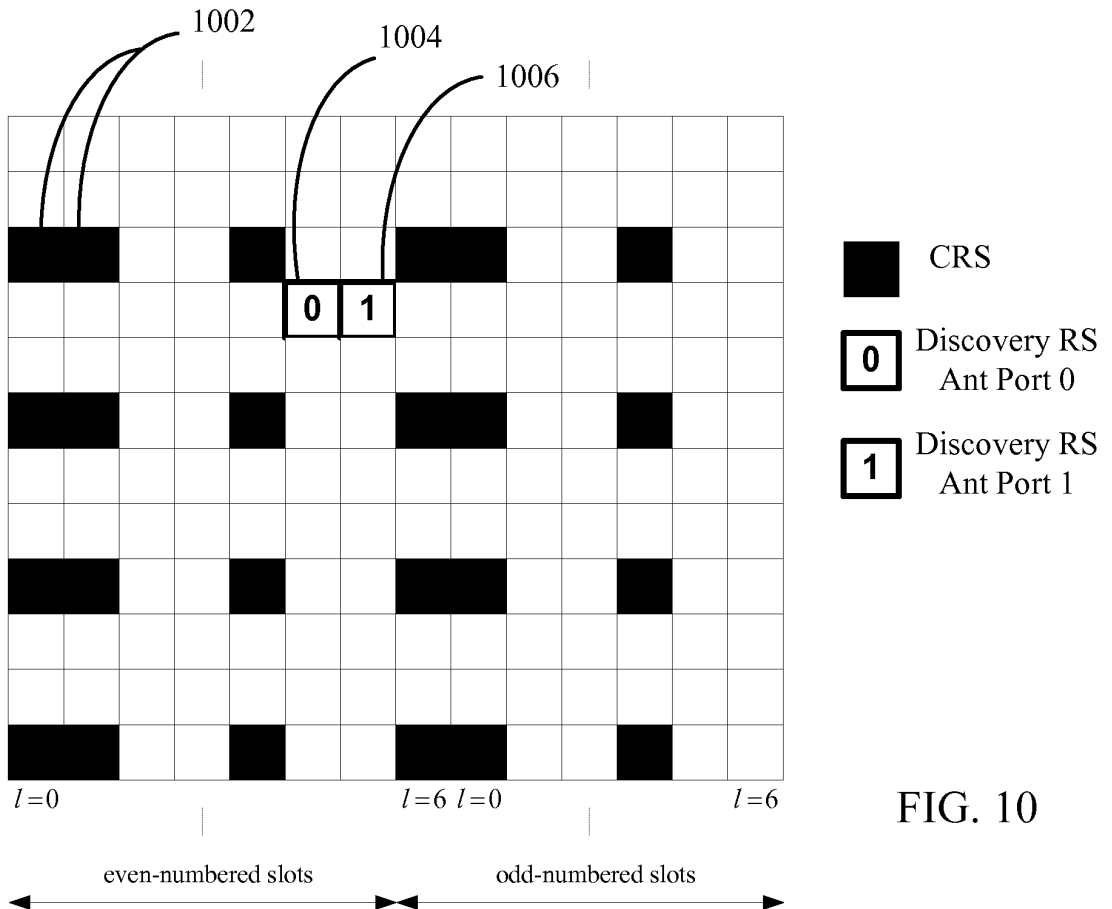 1002
1004
1006
0 1
CRS
0 Discovery RS
Ant Port 0
1 Discovery RS
Ant Port 1
l=0 l=6 l=0 l=6
FIG. 10
even-numbered slots odd-numbered slots